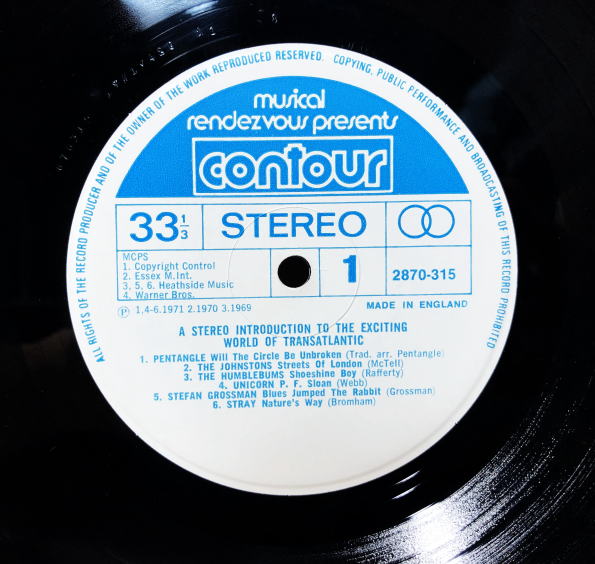 ALL RIGHTS OF THE RECORD PRODUCER AND OF THE OWNER OF THE WORK REPRODUCED RESERVED. COPYING, PUBLIC PERFORMANCE AND BROADCASTING OF THIS RECORD PROHIBITED
musical
rendezvous presents
contour
33⅓ STEREO
MCPS
1. Copyright Control
2. Essex M.Int.
3, 5, 6. Heathside Music
4. Warner Bros.
1
2870-315
Ⓟ 1,4-6.1971 2.1970 3.1969
MADE IN ENGLAND
A STEREO INTRODUCTION TO THE EXCITING
WORLD OF TRANSATLANTIC
1. PENTANGLE Will The Circle Be Unbroken (Trad. arr. Pentangle)
2. THE JOHNSTONS Streets Of London (McTell)
3. THE HUMBLEBUMS Shoeshine Boy (Rafferty)
4. UNICORN P. F. Sloan (Webb)
5. STEFAN GROSSMAN Blues Jumped The Rabbit (Grossman)
6. STRAY Nature's Way (Bromham)